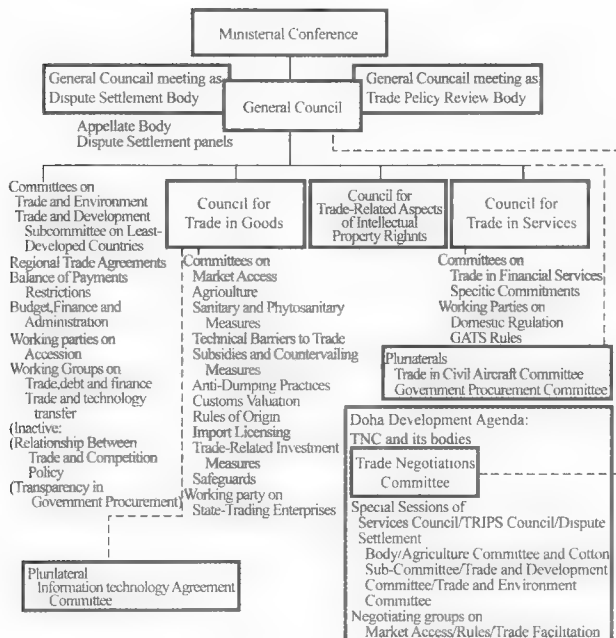 Ministerial Conference
General Councail meeting as
Dispute Settlement Body
General Councail meeting as
Trade Policy Review Body
General Council
Appellate Body
Dispute Settlement panels
Committees on
Trade and Environment
Trade and Development
Subcommittee on Least-
Developed Countries
Regional Trade Agreements
Balance of Payments
Restrictions
Budget,Finance and
Administration
Working parties on
Accession
Working Groups on
Trade,debt and finance
Trade and technology
transfer
(Inactive:
(Relationship Between
Trade and Competition
Policy
(Transparency in
Government Procurement)
Council for
Trade in Goods
Committees on
Market Access
Agriolture
Sanitary and Phytosanitary
Measures
Technical Barriers to Trade
Subsidies and Countervailing
Measures
Anti-Dumping Practices
Customs Valuation
Rules of Origin
Import Licensing
Trade-Related Investment
Measures
Safeguards
Working party on
State-Trading Enterprises
Council for
Trade-Related Aspects
of Intellectual
Property Righnts
Council for
Trade in Services
Committees on
Trade in Financial Services
Specitic Commitments
Working Parties on
Domestic Rgulation
GATS Rules
Plunaterals
Trade in Civil Aircraft Committee
Government Procurement Committee
Doha Development Agenda:
TNC and its bodies
Trade Negotiations
Committee
Special Sessions of
Services Council/TRIPS Council/Dispute
Settlement
Body/Agriculture Committee and Cotton
Sub-Committee/Trade and Development
Committee/Trade and Environment
Committee
Negotiating groups on
Market Access/Rules/Trade Facilitation
Plunlateral
Information technology Agreement
Committee